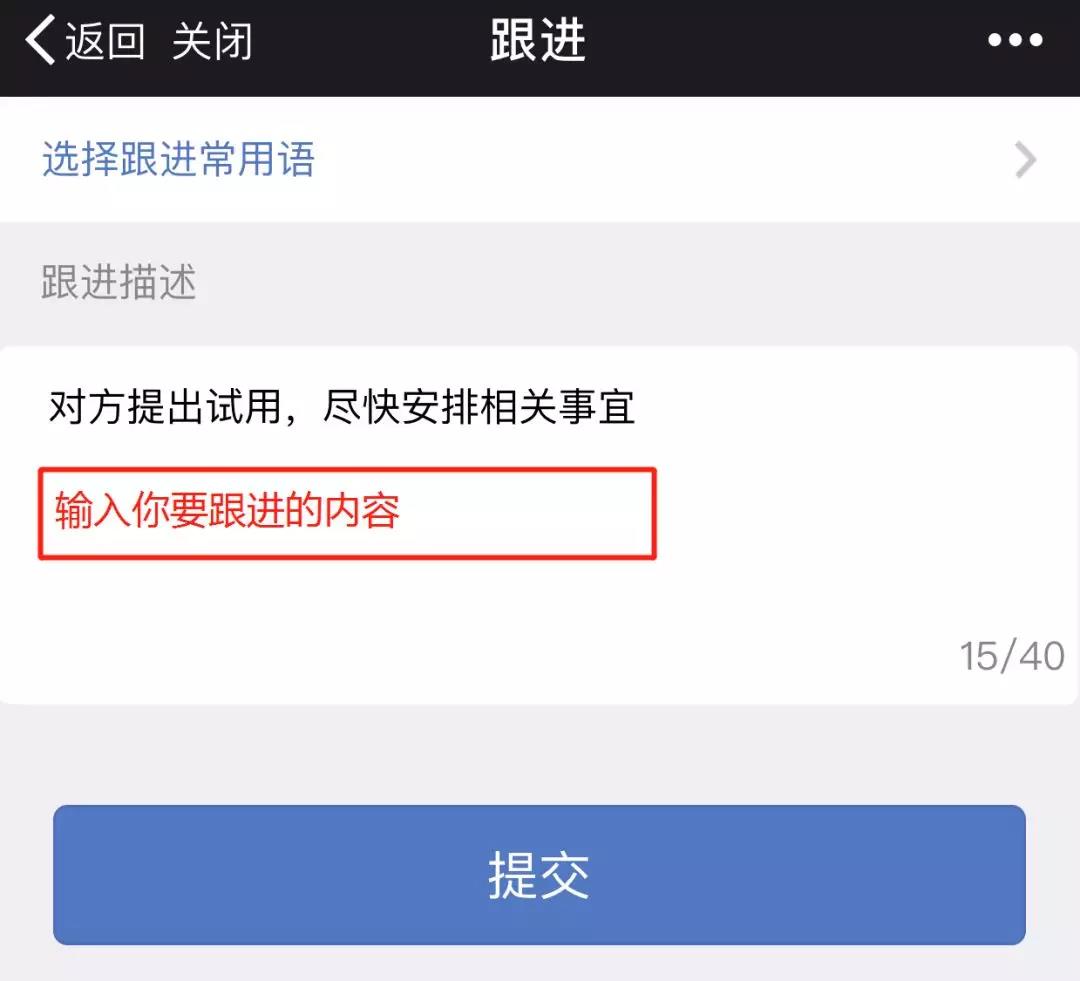 返回 关闭 跟进
选择跟进常用语
跟进描述
对方提出试用，尽快安排相关事宜
输入你要跟进的内容
15/40
提交